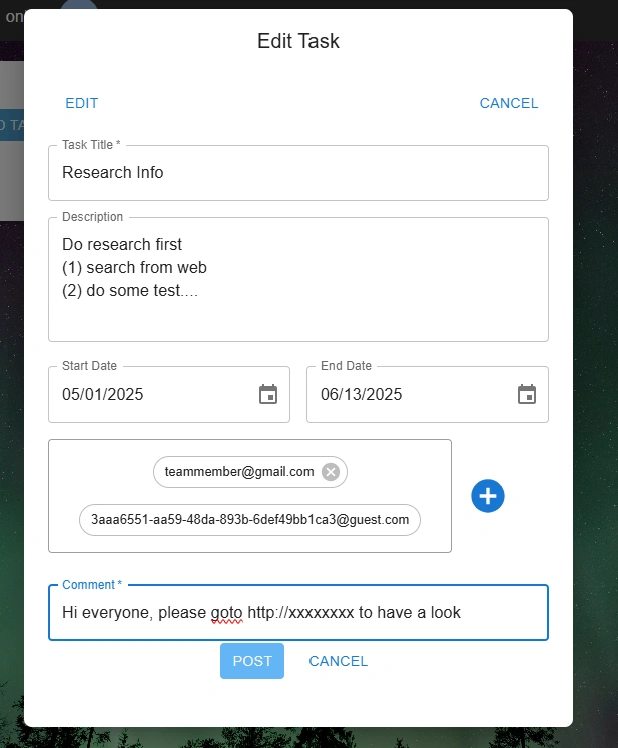 on
Edit Task
EDIT
CANCEL
Task Title *
Research Info
Description
Do research first
(1) search from web
(2) do some test....
Start Date
05/01/2025
End Date
06/13/2025
teammember@gmail.com
3aaa6551-aa59-48da-893b-6def49bb1ca3@guest.com
Comment *
Hi everyone, please goto http://xxxxxxxx to have a look
POST
CANCEL